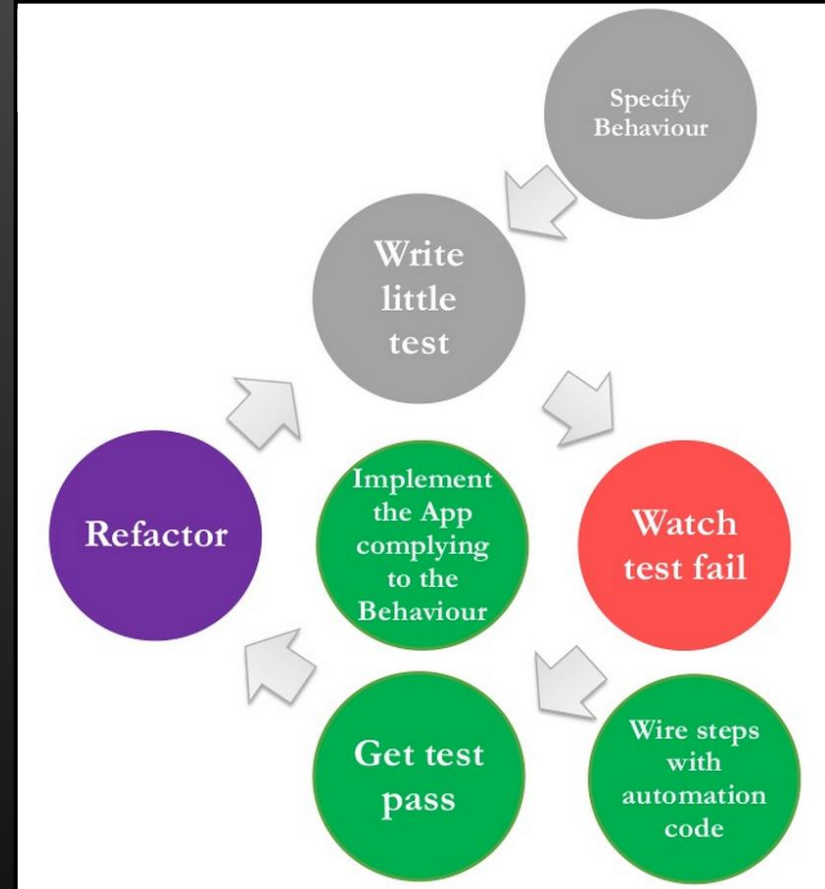 Specify
Behaviour
Write
little
test
Implement
the App
complying
to the
Behaviour
Refactor
Watch
test fail
Get test
pass
Wire steps
with
automation
code